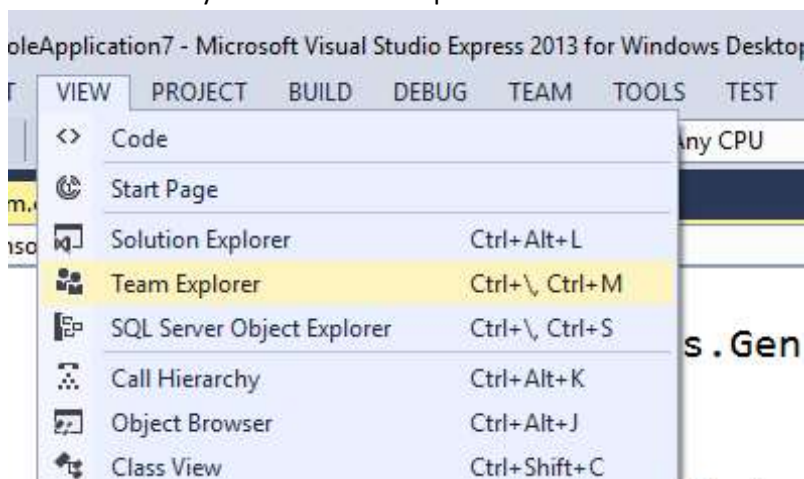 oleApplication7 - Microsoft Visual Studio Express 2013 for Windows Desktop
VIEW PROJECT BUILD DEBUG TEAM TOOLS TEST
Code
Any CPU
Start Page
Solution Explorer Ctrl+Alt+L
Team Explorer Ctrl+\, Ctrl+M
SQL Server Object Explorer Ctrl+\, Ctrl+S
s.Gen
Call Hierarchy Ctrl+Alt+K
Object Browser Ctrl+Alt+J
Class View Ctrl+Shift+C